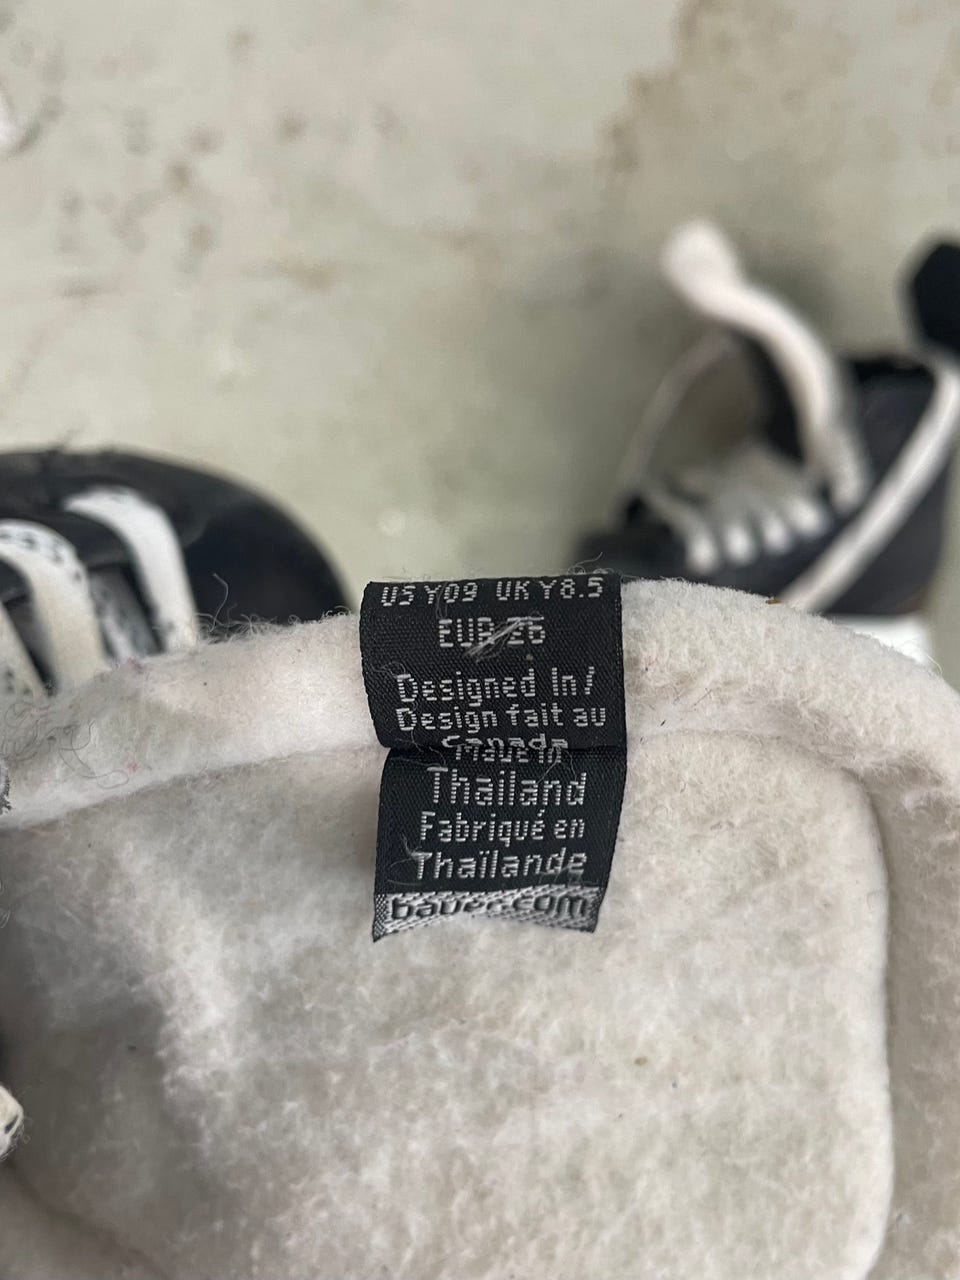 US Y09 UK Y8.5
EUR 26
Designed In/
Design fait au
Canada
Made in
Thailand
Fabriqué en
Thaïlande
bauer.com